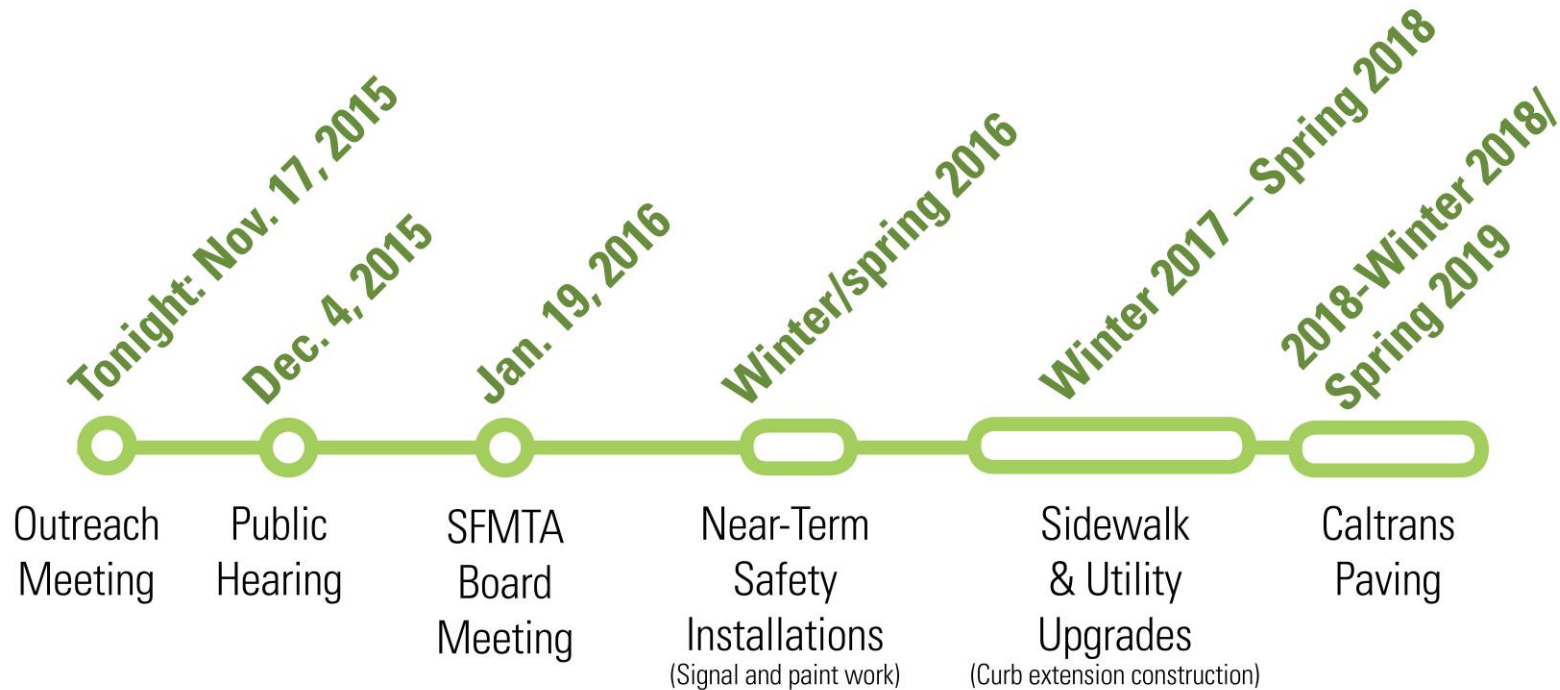 Tonight: Nov. 17, 2015
Dec. 4, 2015
Jan. 19, 2016
Winter/spring 2016
Winter 2017 – Spring 2018
2018-Winter 2018/
Spring 2019
Outreach
Meeting
Public
Hearing
SFMTA
Board
Meeting
Near-Term
Safety
Installations
(Signal and paint work)
Sidewalk
& Utility
Upgrades
(Curb extension construction)
Caltrans
Paving